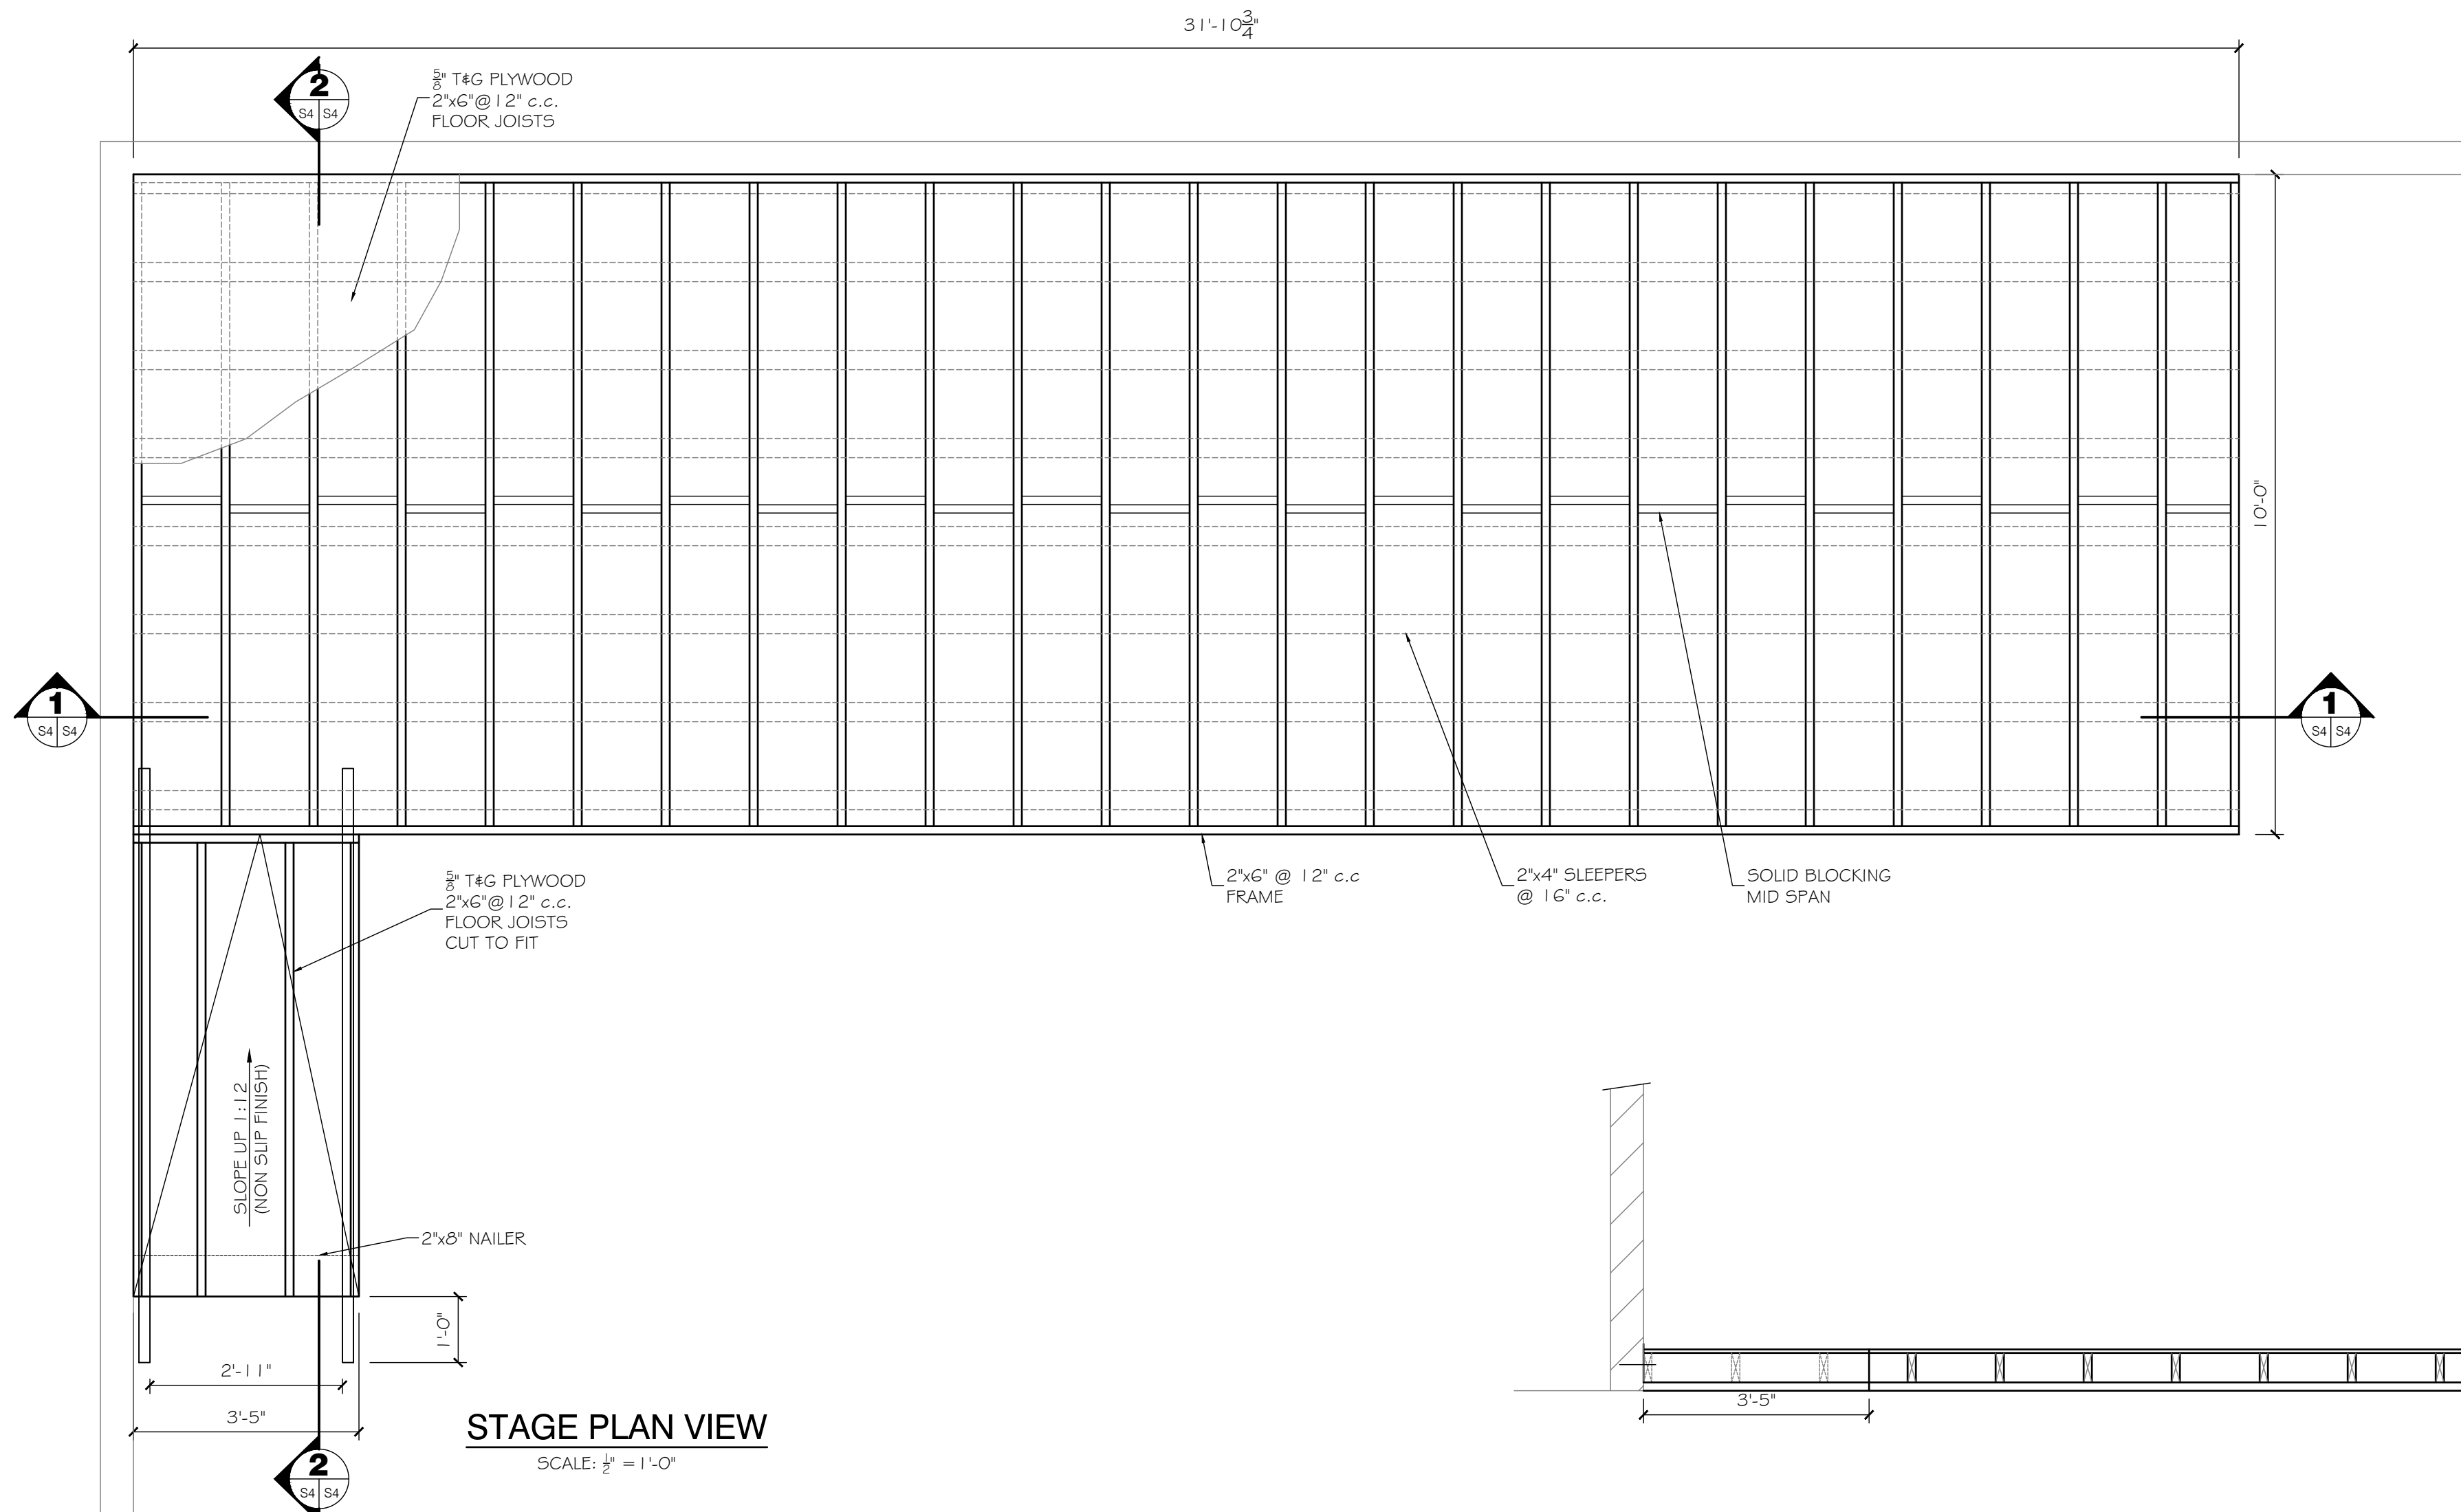 31'-10 3/4"
2
S4 S4
5/8" T&G PLYWOOD
2"x6"@12" c.c.
FLOOR JOISTS
10'-0"
1
S4 S4
1
S4 S4
5/8" T&G PLYWOOD
2"x6"@12" c.c.
FLOOR JOISTS
CUT TO FIT
2"x6" @ 12" c.c
FRAME
2"x4" SLEEPERS
@ 16" c.c.
SOLID BLOCKING
MID SPAN
SLOPE UP 1:12
(NON SLIP FINISH)
2"x8" NAILER
1'-0"
2'-11"
3'-5"
3'-5"
STAGE PLAN VIEW
SCALE: 1/2" = 1'-0"
2
S4 S4